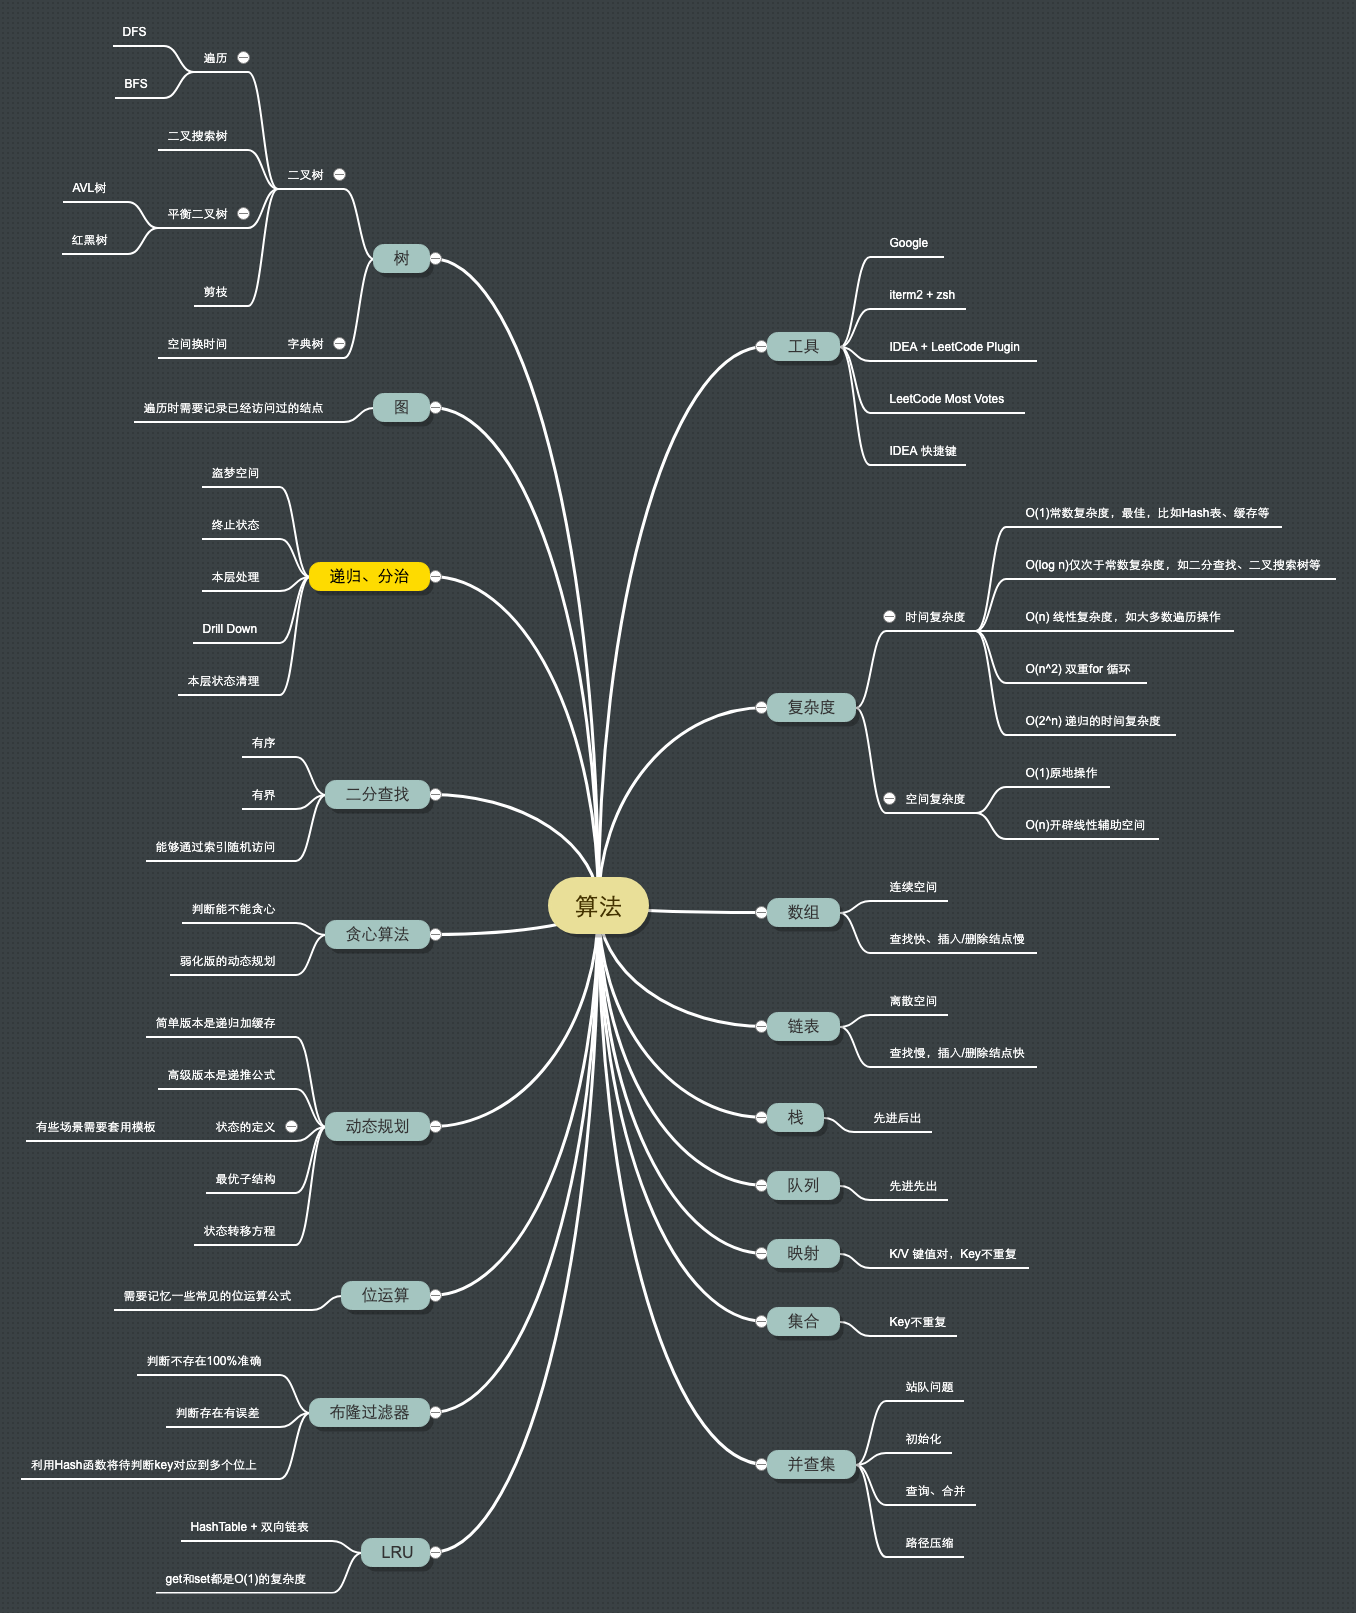 算法
工具
Google
iterm2 + zsh
IDEA + LeetCode Plugin
LeetCode Most Votes
IDEA 快捷键
复杂度
时间复杂度
O(1)常数复杂度，最佳，比如Hash表、缓存等
O(log n)仅次于常数复杂度，如二分查找、二叉搜索树等
O(n) 线性复杂度，如大多数遍历操作
O(n^2) 双重for 循环
O(2^n) 递归的时间复杂度
空间复杂度
O(1)原地操作
O(n)开辟线性辅助空间
数组
连续空间
查找快、插入/删除结点慢
链表
离散空间
查找慢，插入/删除结点快
栈
先进后出
队列
先进先出
映射
K/V 键值对，Key不重复
集合
Key不重复
并查集
站队问题
初始化
查询、合并
路径压缩
树
二叉树
遍历
DFS
BFS
二叉搜索树
平衡二叉树
AVL树
红黑树
剪枝
字典树
空间换时间
图
遍历时需要记录已经访问过的结点
递归、分治
盗梦空间
终止状态
本层处理
Drill Down
本层状态清理
二分查找
有序
有界
能够通过索引随机访问
贪心算法
判断能不能贪心
弱化版的动态规划
动态规划
简单版本是递归加缓存
高级版本是递推公式
状态的定义
有些场景需要套用模板
最优子结构
状态转移方程
位运算
需要记忆一些常见的位运算公式
布隆过滤器
判断不存在100%准确
判断存在有误差
利用Hash函数将待判断key对应到多个位上
LRU
HashTable + 双向链表
get和set都是O(1)的复杂度